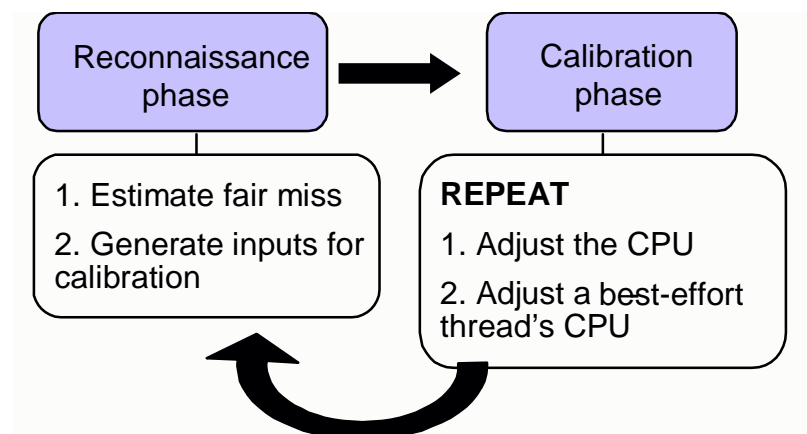 Reconnaissance
phase
Calibration
phase
1. Estimate fair miss
2. Generate inputs for
calibration
REPEAT
1. Adjust the CPU
2. Adjust a best-effort
thread's CPU